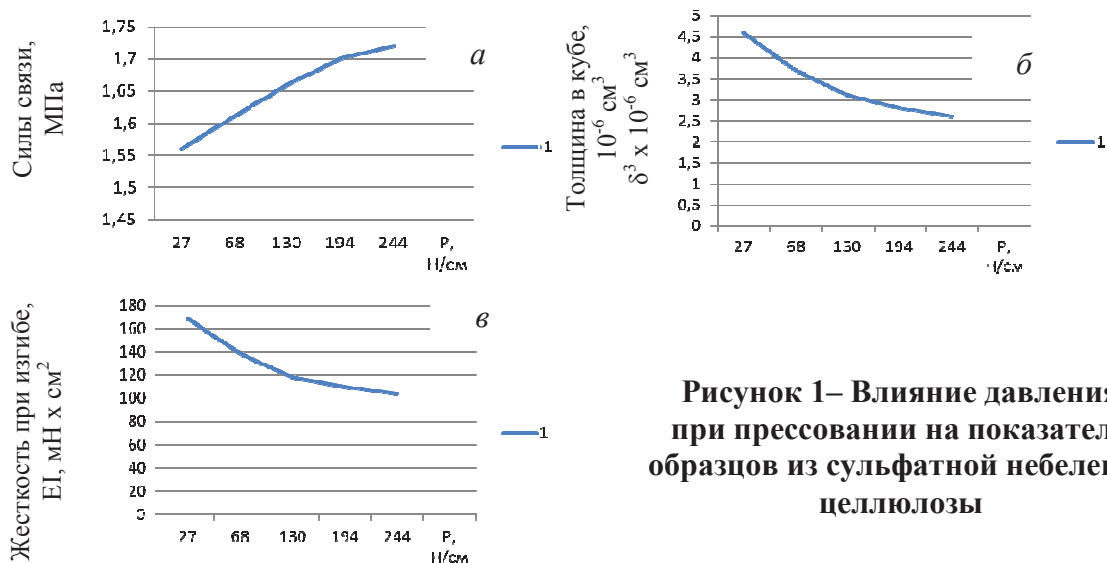 Силы связи,
МПа
1,75
1,7
1,65
1,6
1,55
1,5
1,45
27 68 130 194 244 Р,
Н/см
а
1
Толщина в кубе,
10⁻⁶ см³
δ³ x 10⁻⁶ см³
5
4,5
4
3,5
3
2,5
2
1,5
1
0,5
0
27 68 130 194 244 Р,
Н/см
б
1
Жесткость при изгибе,
EI, мН x см²
180
160
140
120
100
80
60
40
20
0
27 68 130 194 244 Р,
Н/см
в
1
Рисунок 1– Влияние давления
при прессовании на показател
образцов из сульфатной небелен
целлюлозы